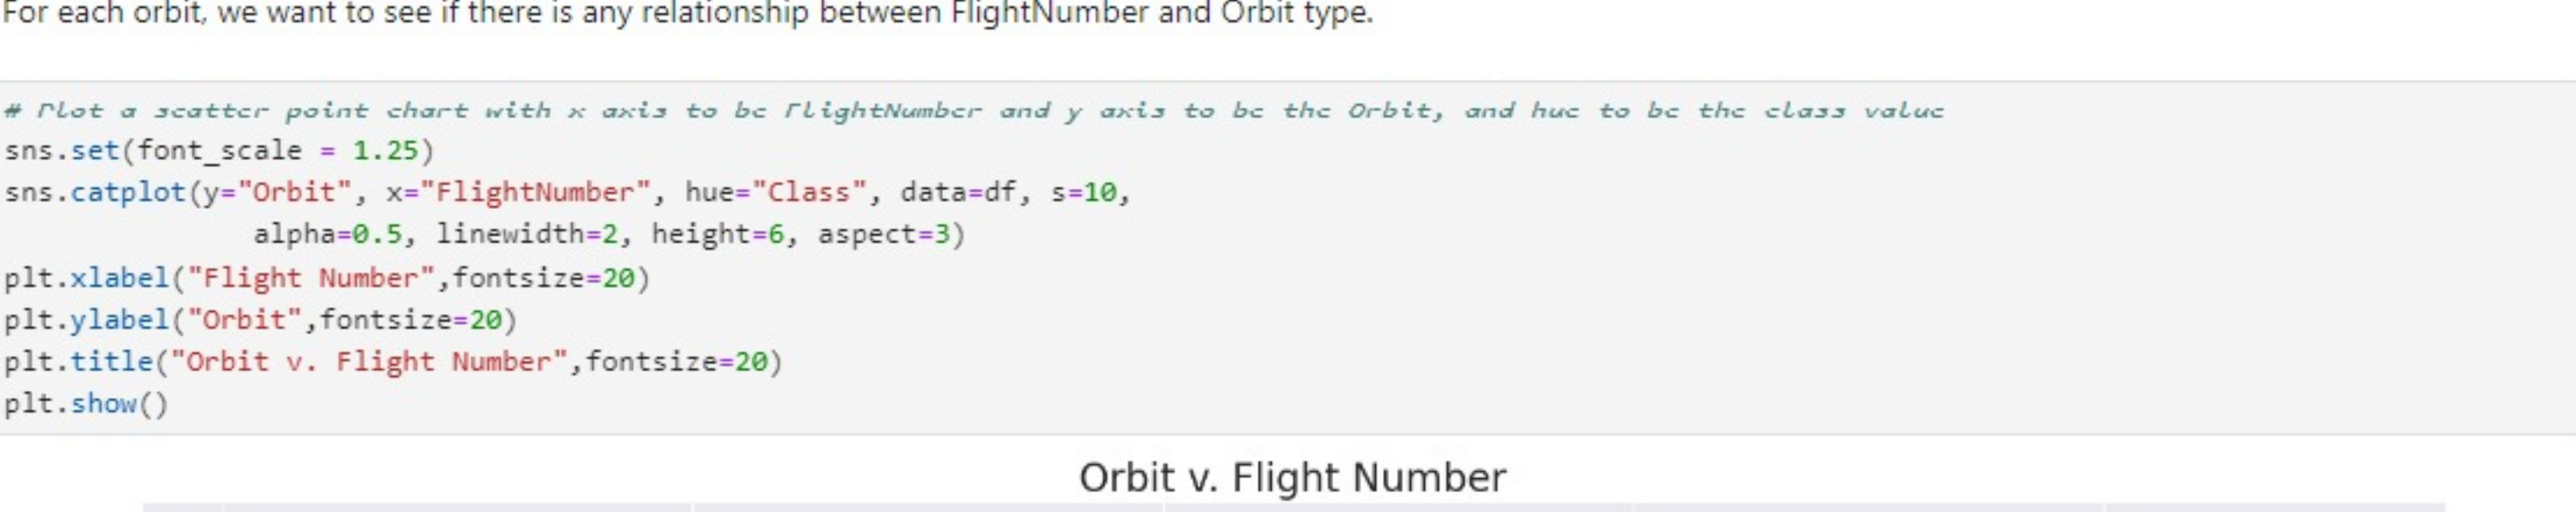 For each orbit, we want to see if there is any relationship between FlightNumber and Orbit type.
# Plot a scatter point chart with x axis to be FlightNumber and y axis to be the Orbit, and hue to be the class value
sns.set(font_scale = 1.25)
sns.catplot(y="Orbit", x="FlightNumber", hue="Class", data=df, s=10,
            alpha=0.5, linewidth=2, height=6, aspect=3)
plt.xlabel("Flight Number",fontsize=20)
plt.ylabel("Orbit",fontsize=20)
plt.title("Orbit v. Flight Number",fontsize=20)
plt.show()
Orbit v. Flight Number